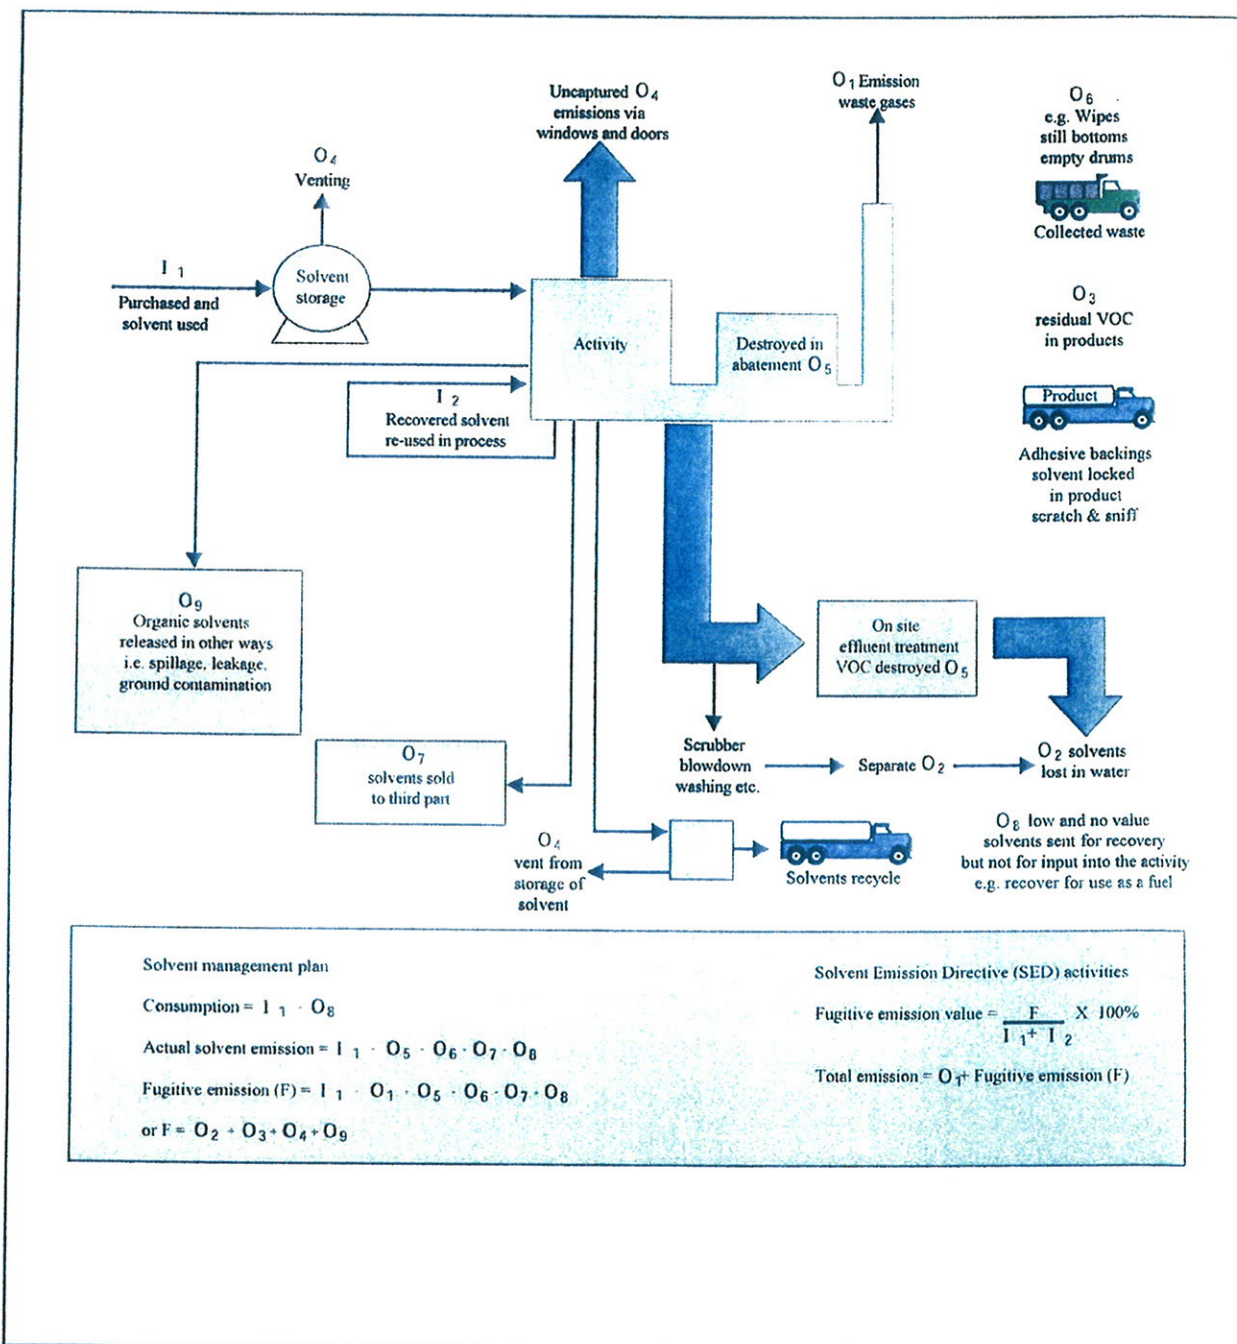 Uncaptured O4
emissions via
windows and doors
O1 Emission
waste gases
O6
e.g. Wipes
still bottoms
empty drums
Collected waste
O4
Venting
I 1
Purchased and
solvent used
Solvent
storage
Activity
Destroyed in
abatement O5
O3
residual VOC
in products
Product
Adhesive backings
solvent locked
in product
scratch & sniff
I 2
Recovered solvent
re-used in process
O9
Organic solvents
released in other ways
i.e. spillage, leakage,
ground contamination
On site
effluent treatment
VOC destroyed O5
O7
solvents sold
to third part
Scrubber
blowdown
washing etc.
Separate O2
O2 solvents
lost in water
O4
vent from
storage of
solvent
Solvents recycle
O8 low and no value
solvents sent for recovery
but not for input into the activity
e.g. recover for use as a fuel
Solvent management plan
Consumption = I 1 - O8
Actual solvent emission = I 1 - O5 - O6 - O7 - O8
Fugitive emission (F) = I 1 - O1 - O5 - O6 - O7 - O8
or F = O2 + O3 + O4 + O9
Solvent Emission Directive (SED) activities
Fugitive emission value = F X 100%
I 1 + I 2
Total emission = O1 + Fugitive emission (F)